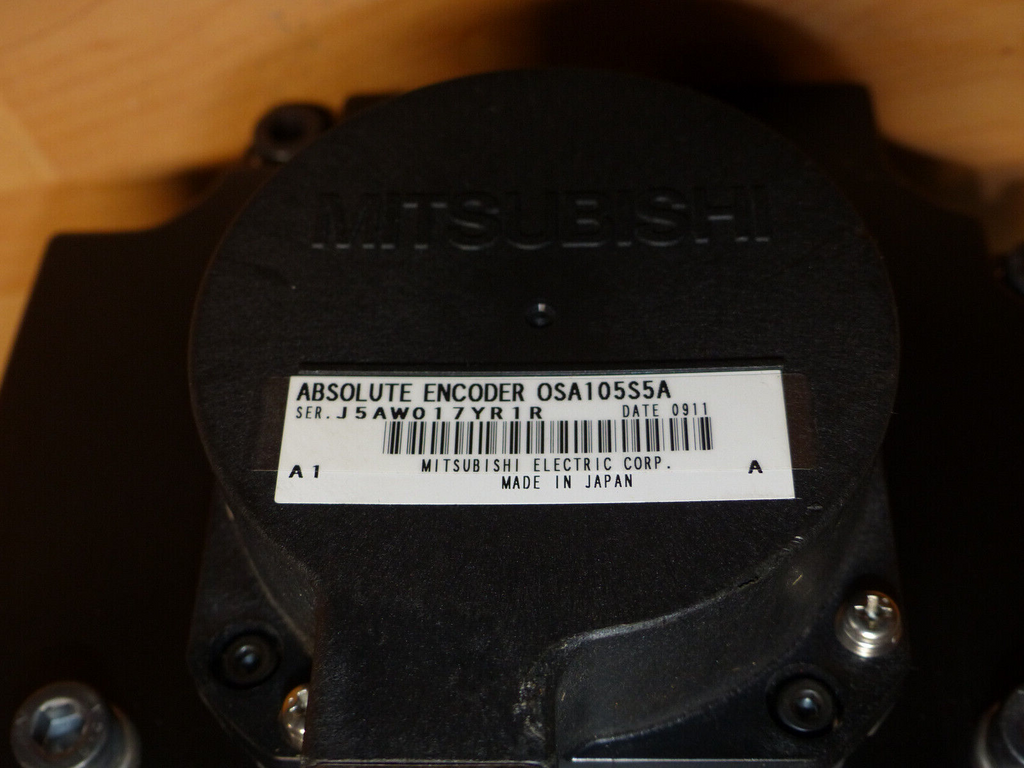 MITSUBISHI
ABSOLUTE ENCODER OSA105S5A
SER.J5AW017YR1R DATE 0911
MITSUBISHI ELECTRIC CORP.
A1 A
MADE IN JAPAN